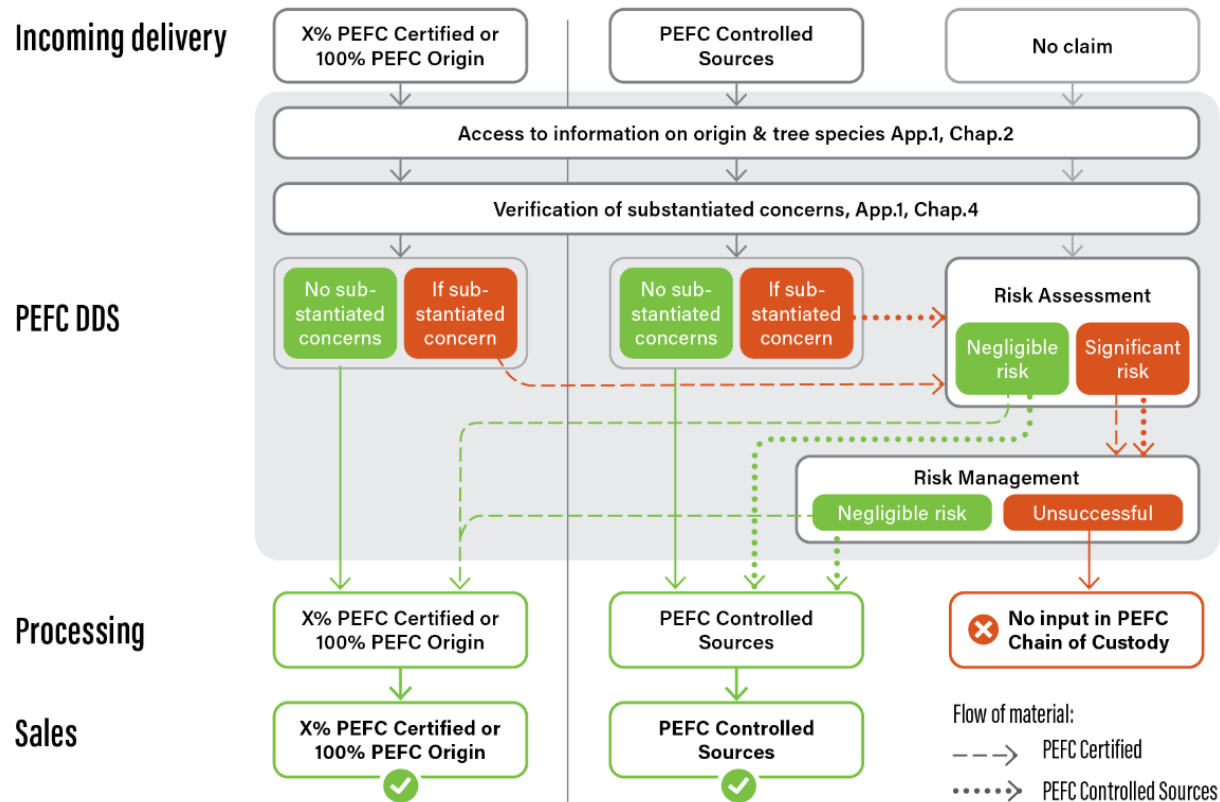 Incoming delivery
X% PEFC Certified or
100% PEFC Origin
PEFC Controlled
Sources
No claim
Access to information on origin & tree species App.1, Chap.2
Verification of substantiated concerns, App.1, Chap.4
PEFC DDS
No sub-
stantiated
concerns
If sub-
stantiated
concern
No sub-
stantiated
concerns
If sub-
stantiated
concern
Risk Assessment
Negligible
risk
Significant
risk
Risk Management
Negligible risk
Unsuccessful
Processing
X% PEFC Certified or
100% PEFC Origin
PEFC Controlled
Sources
No input in PEFC
Chain of Custody
Sales
X% PEFC Certified or
100% PEFC Origin
PEFC Controlled
Sources
Flow of material:
PEFC Certified
PEFC Controlled Sources